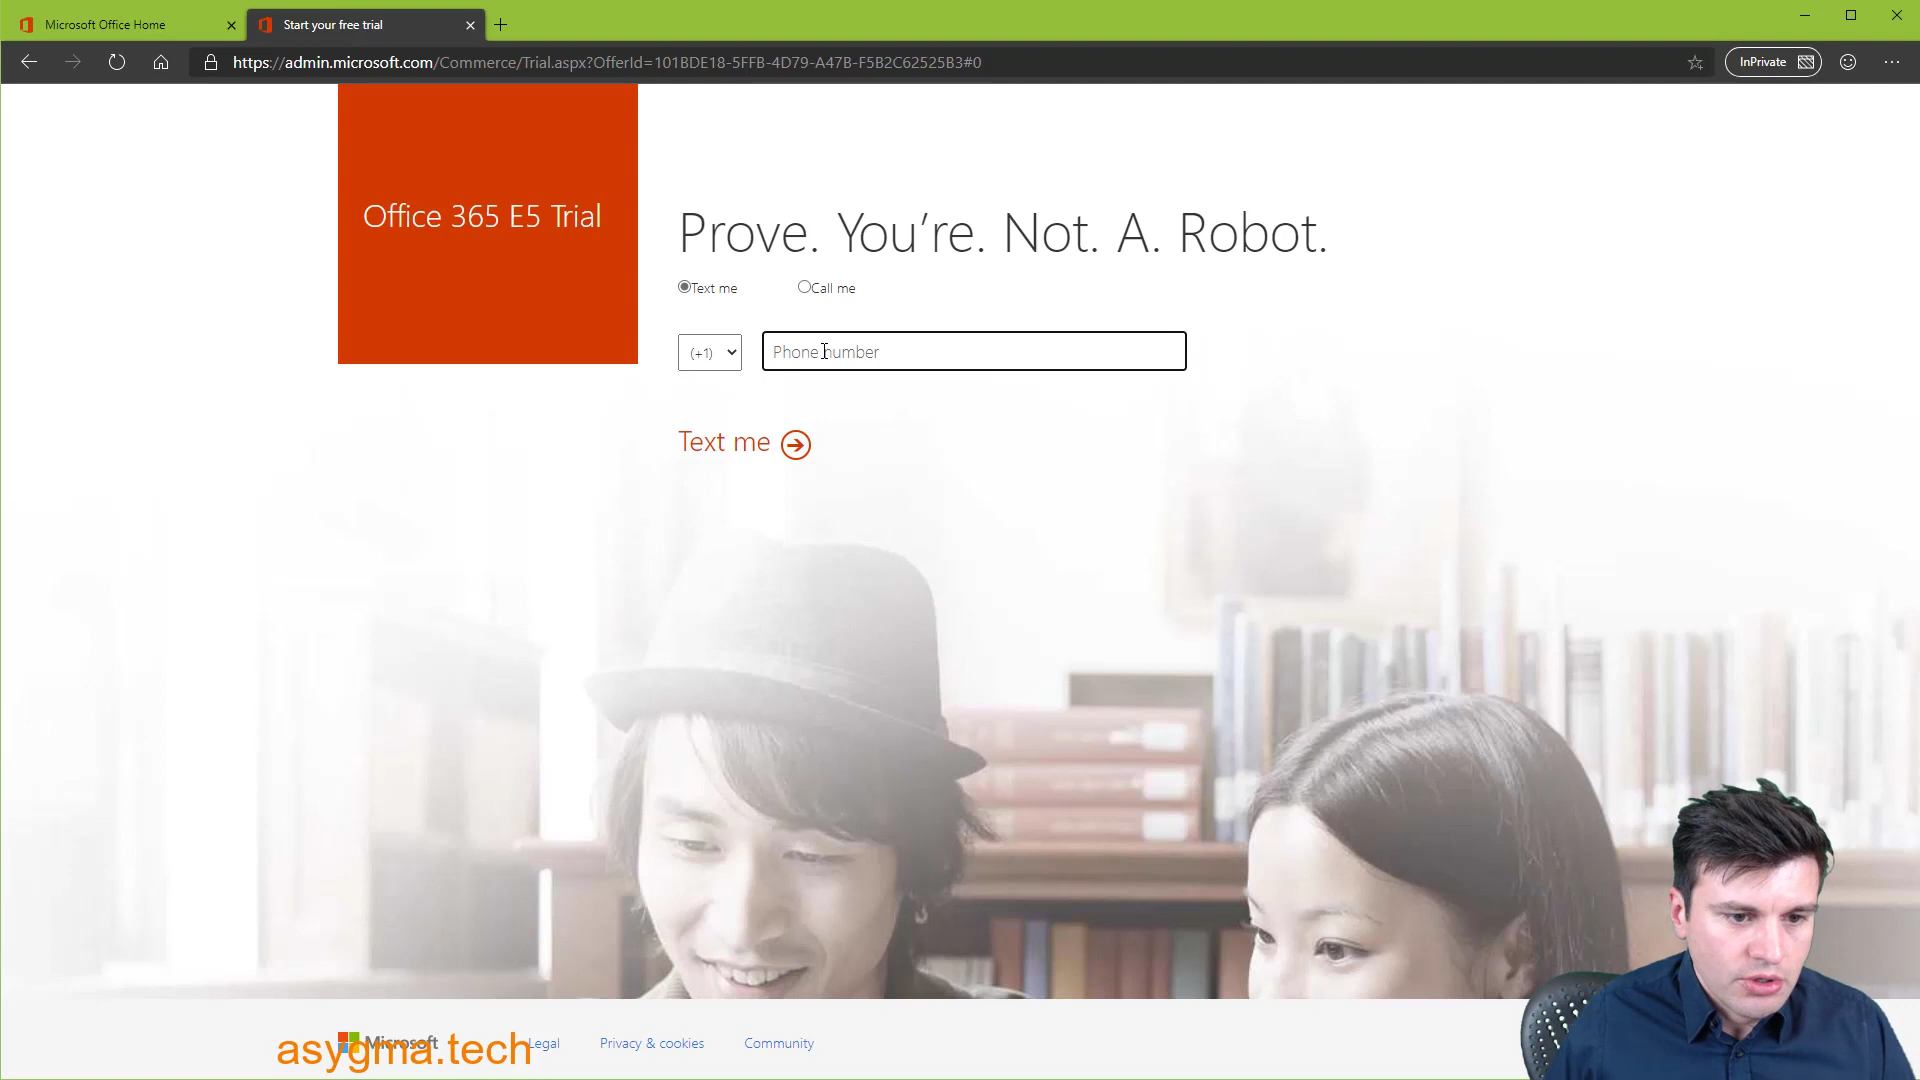 Microsoft Office Home
Start your free trial
https://admin.microsoft.com/Commerce/Trial.aspx?OfferId=101BDE18-5FFB-4D79-A47B-F5B2C62525B3#0
InPrivate
Office 365 E5 Trial
Prove. You're. Not. A. Robot.
Text me
Call me
(+1)
Phone number
Text me
Microsoft
asygma.tech
Legal
Privacy & cookies
Community